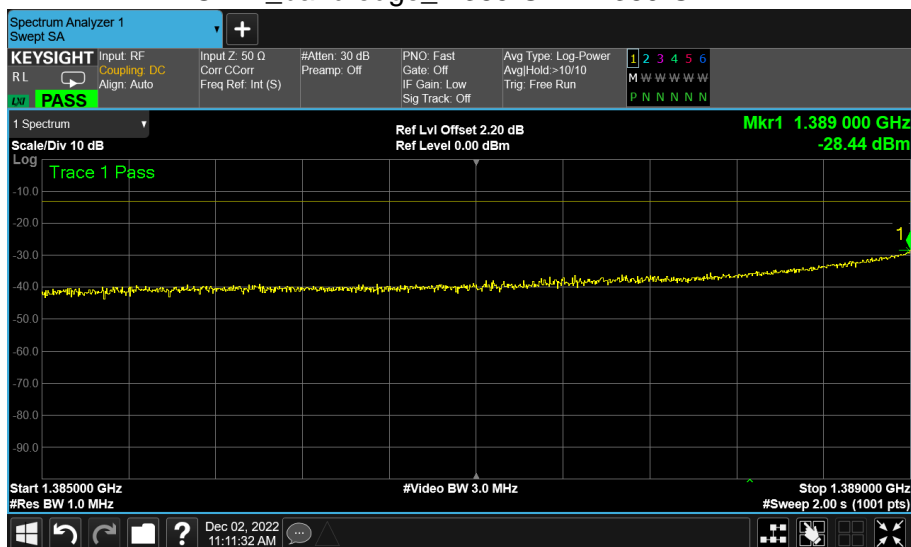 Spectrum Analyzer 1
Swept SA
KEYSIGHT
RL
LXI PASS
Input: RF
Coupling: DC
Align: Auto
Input Z: 50 Ω
Corr CCorr
Freq Ref: Int (S)
#Atten: 30 dB
Preamp: Off
PNO: Fast
Gate: Off
IF Gain: Low
Sig Track: Off
Avg Type: Log-Power
Avg|Hold:>10/10
Trig: Free Run
1 2 3 4 5 6
M W W W W W
P N N N N N
1 Spectrum
Scale/Div 10 dB
Ref Lvl Offset 2.20 dB
Ref Level 0.00 dBm
Mkr1 1.389 000 GHz
-28.44 dBm
Log
Trace 1 Pass
-10.0
-20.0
1
-30.0
-40.0
-50.0
-60.0
-70.0
-80.0
-90.0
Start 1.385000 GHz
#Video BW 3.0 MHz
Stop 1.389000 GHz
#Res BW 1.0 MHz
#Sweep 2.00 s (1001 pts)
?
Dec 02, 2022
11:11:32 AM